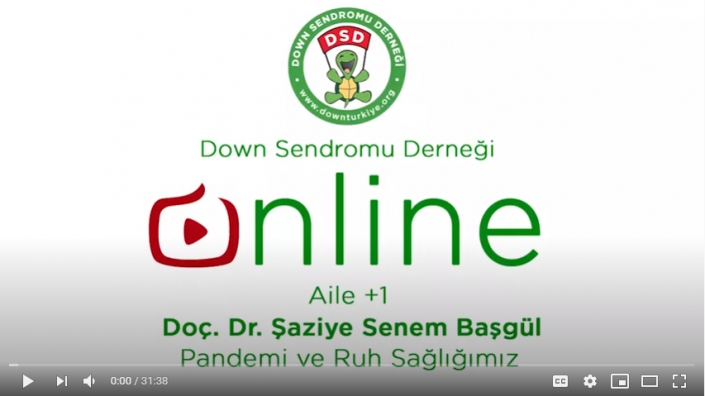 DOWN SENDROMU DERNEĞİ
DSD
www.downturkiye.org
Down Sendromu Derneği
Online
Aile +1
Doç. Dr. Şaziye Senem Başgül
Pandemi ve Ruh Sağlığımız
0:00 / 31:38
CC